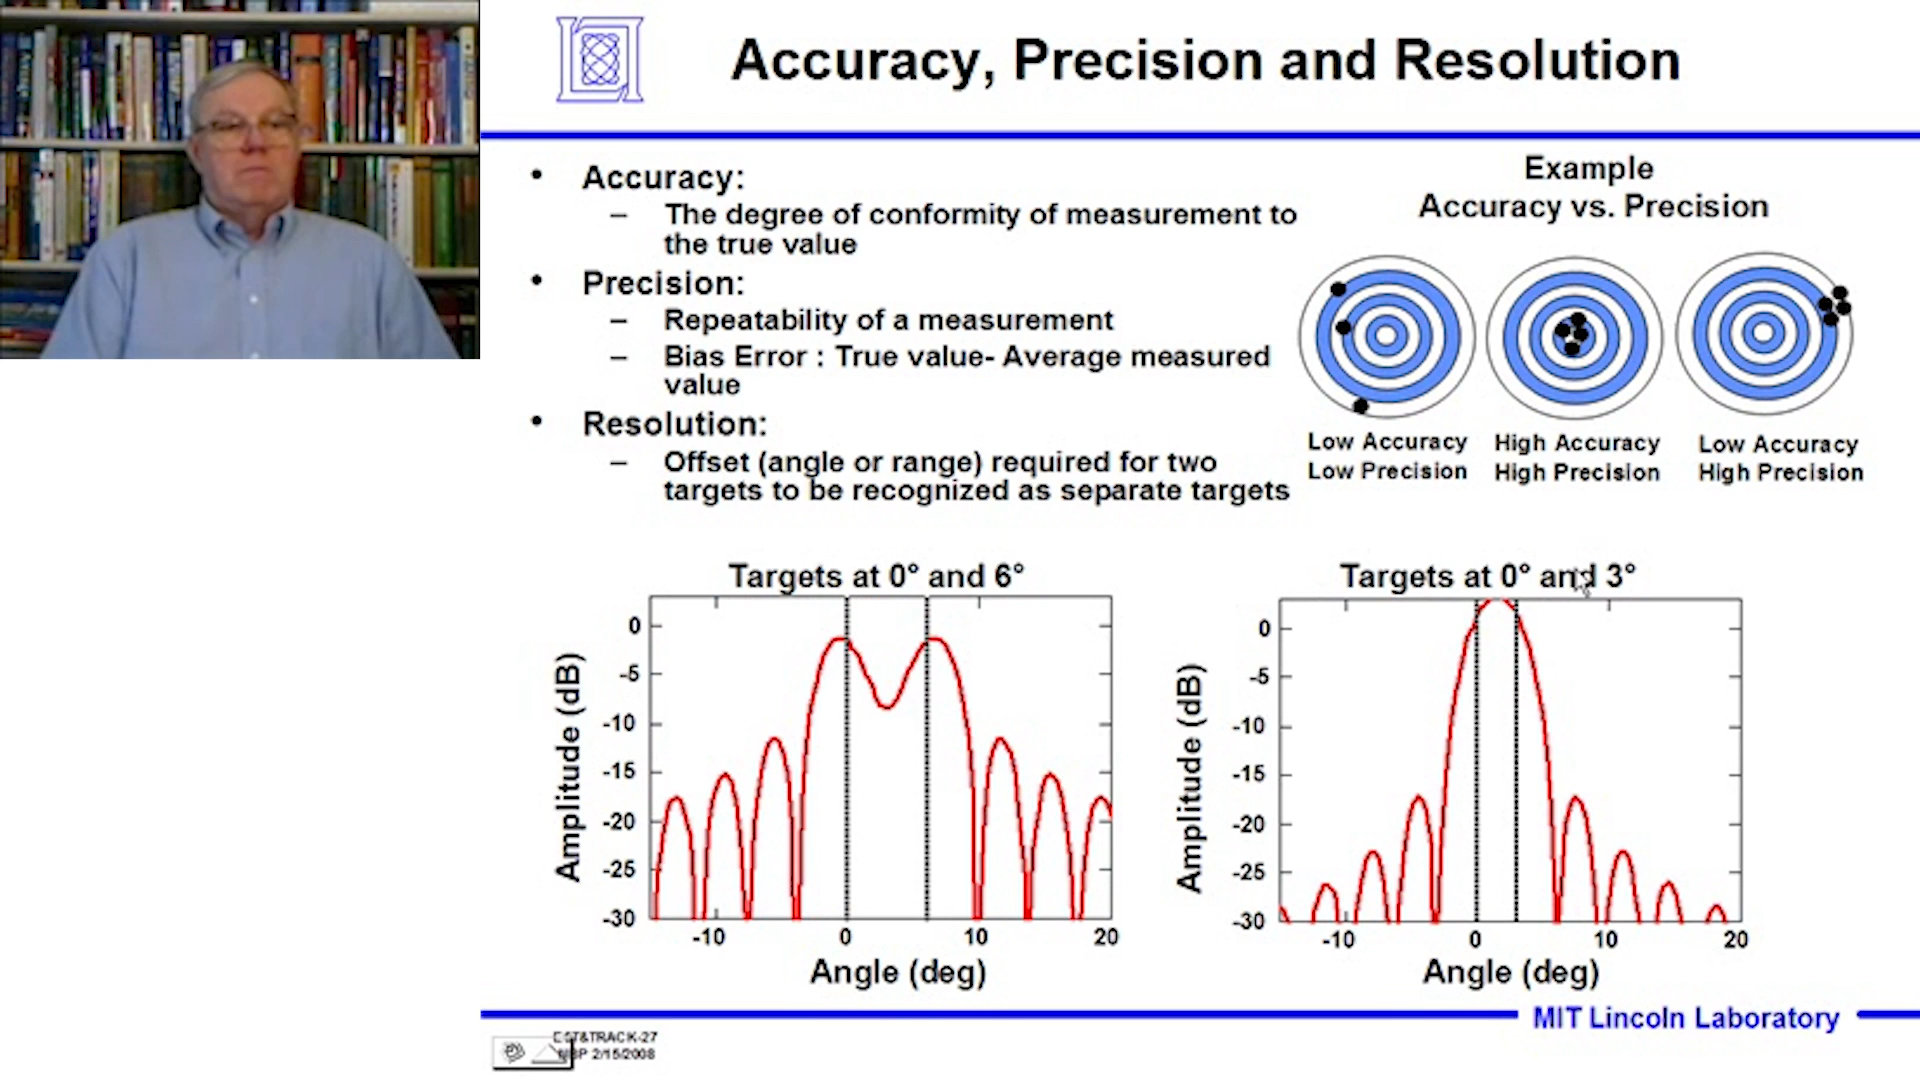 Accuracy, Precision and Resolution
• Accuracy:
– The degree of conformity of measurement to
the true value
• Precision:
– Repeatability of a measurement
– Bias Error : True value- Average measured
value
• Resolution:
– Offset (angle or range) required for two
targets to be recognized as separate targets
Example
Accuracy vs. Precision
Low Accuracy
Low Precision
High Accuracy
High Precision
Low Accuracy
High Precision
Targets at 0° and 6°
Amplitude (dB)
0
-5
-10
-15
-20
-25
-30
-10 0 10 20
Angle (deg)
Targets at 0° and 3°
Amplitude (dB)
0
-5
-10
-15
-20
-25
-30
-10 0 10 20
Angle (deg)
MIT Lincoln Laboratory
2/15/2008